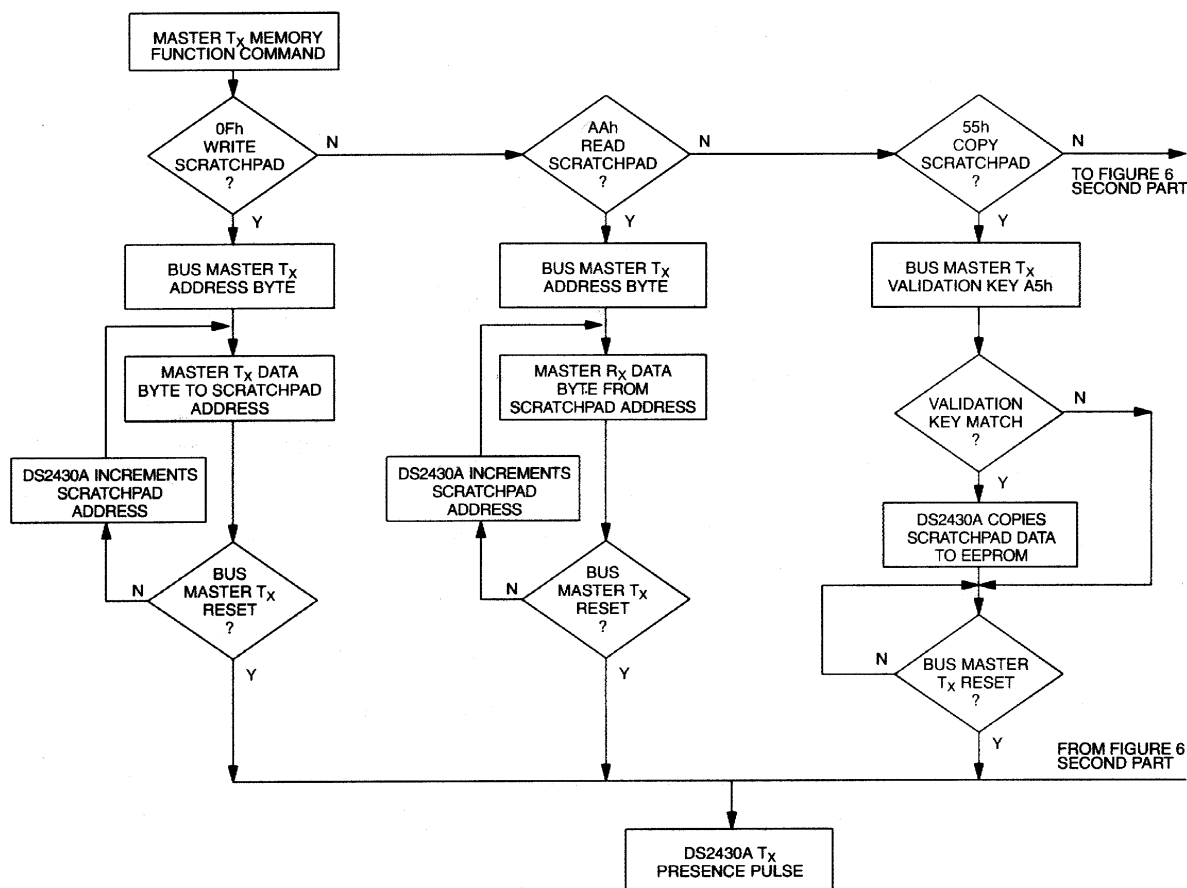 MASTER TX MEMORY
FUNCTION COMMAND
0Fh
WRITE
SCRATCHPAD
?
N
Y
AAh
READ
SCRATCHPAD
?
N
Y
55h
COPY
SCRATCHPAD
?
N
Y
TO FIGURE 6
SECOND PART
BUS MASTER TX
ADDRESS BYTE
BUS MASTER TX
ADDRESS BYTE
BUS MASTER TX
VALIDATION KEY A5h
MASTER TX DATA
BYTE TO SCRATCHPAD
ADDRESS
MASTER RX DATA
BYTE FROM
SCRATCHPAD ADDRESS
VALIDATION
KEY MATCH
?
N
Y
DS2430A INCREMENTS
SCRATCHPAD
ADDRESS
DS2430A INCREMENTS
SCRATCHPAD
ADDRESS
DS2430A COPIES
SCRATCHPAD DATA
TO EEPROM
BUS
MASTER TX
RESET
?
N
Y
BUS
MASTER TX
RESET
?
N
Y
BUS MASTER
TX RESET
?
N
Y
FROM FIGURE 6
SECOND PART
DS2430A TX
PRESENCE PULSE